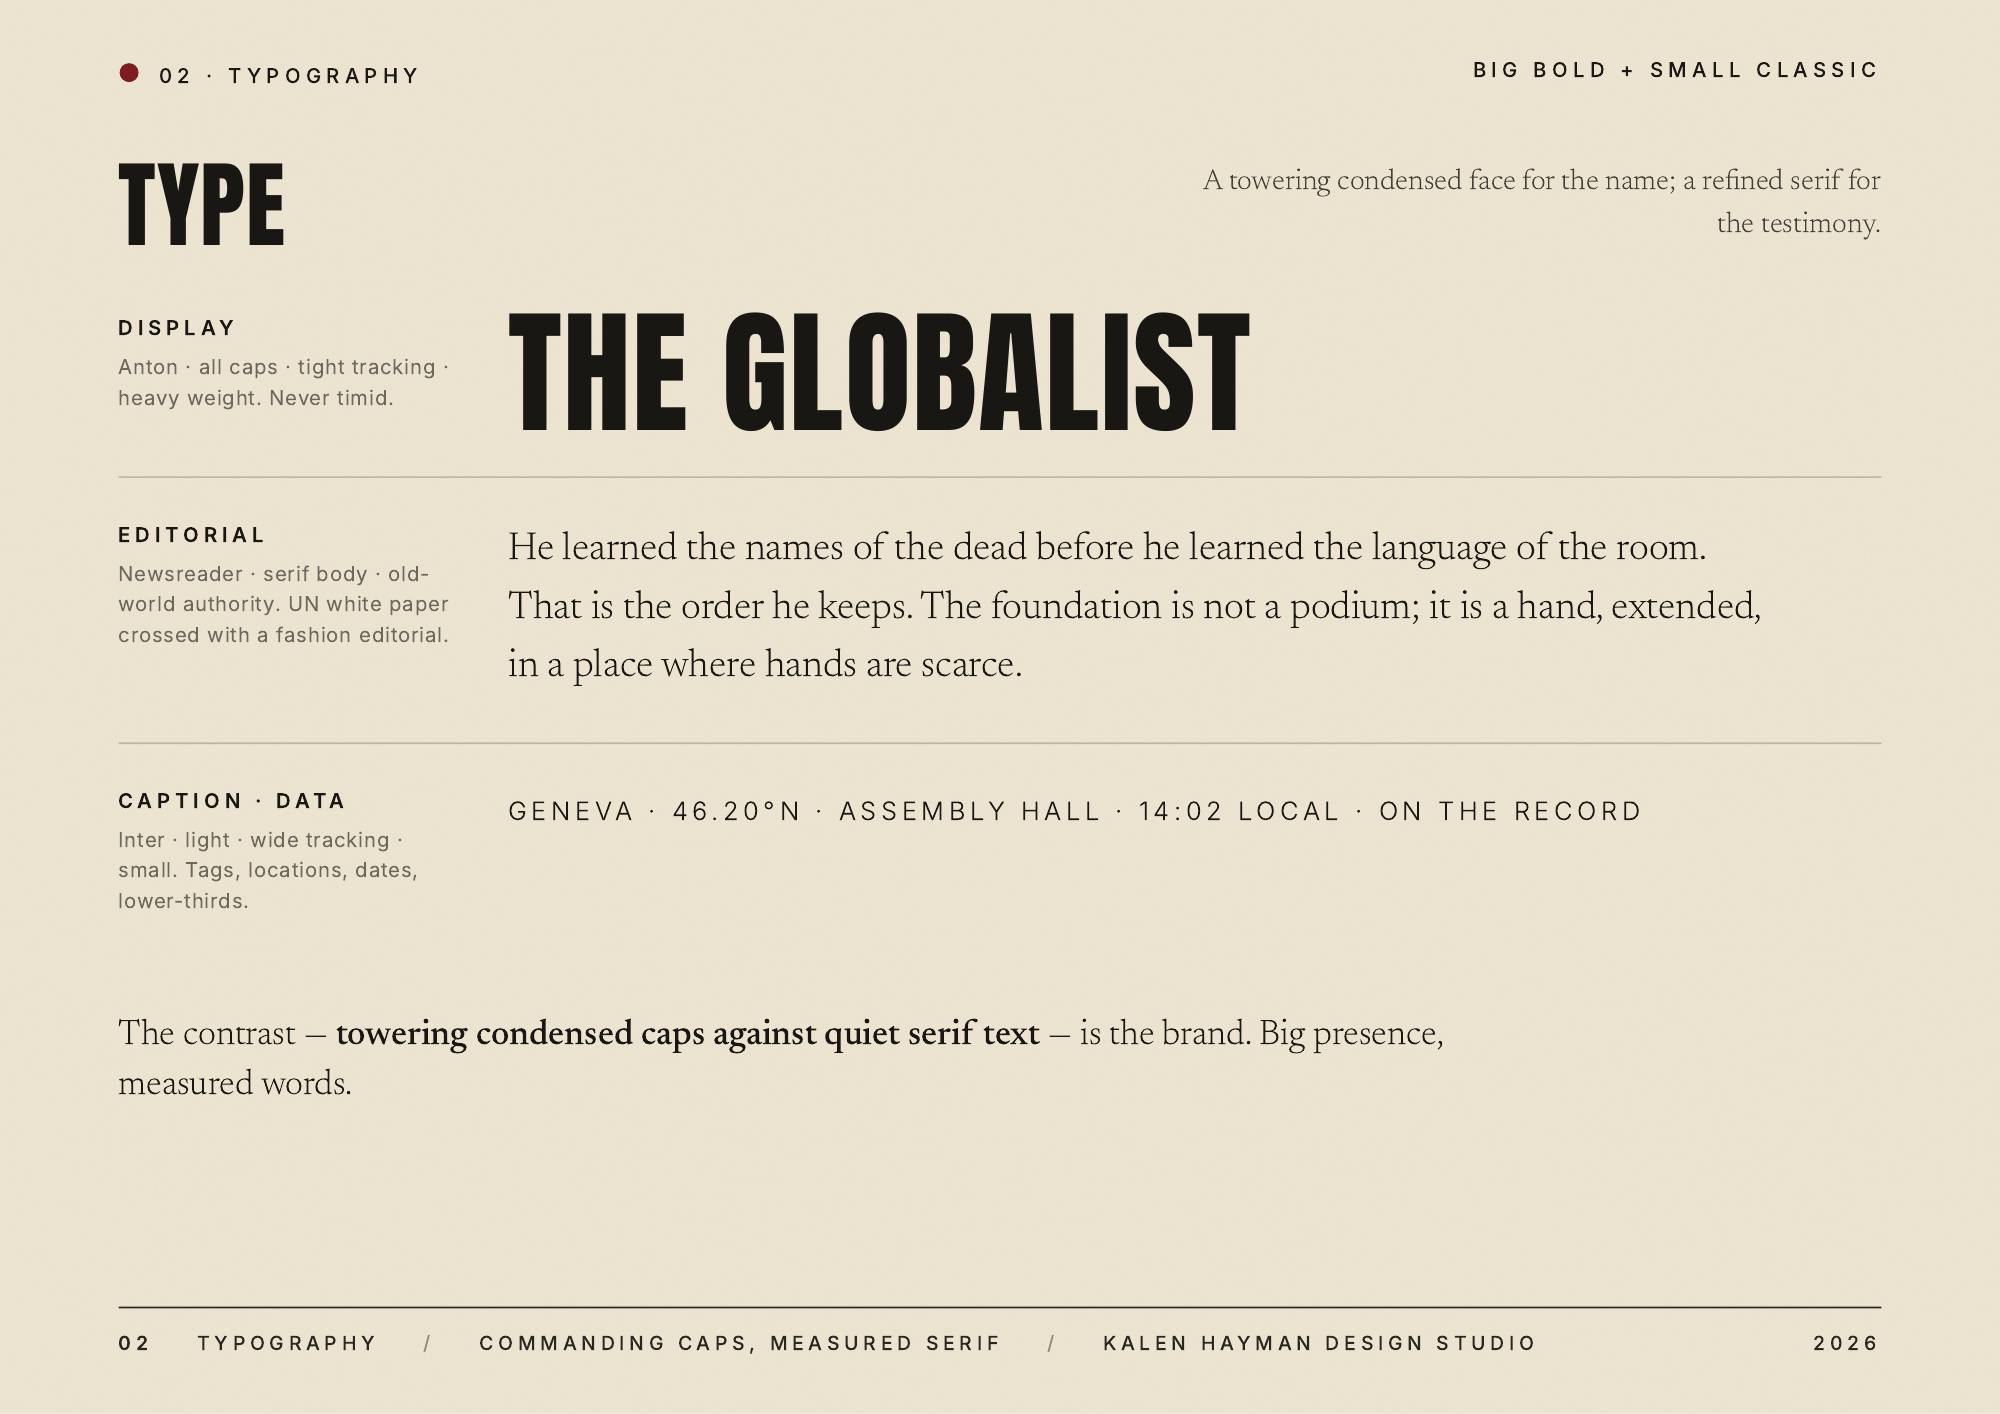 02 · TYPOGRAPHY
BIG BOLD + SMALL CLASSIC
TYPE
A towering condensed face for the name; a refined serif for
the testimony.
DISPLAY
Anton · all caps · tight tracking ·
heavy weight. Never timid.
THE GLOBALIST
EDITORIAL
Newsreader · serif body · old-
world authority. UN white paper
crossed with a fashion editorial.
He learned the names of the dead before he learned the language of the room.
That is the order he keeps. The foundation is not a podium; it is a hand, extended,
in a place where hands are scarce.
CAPTION · DATA
Inter · light · wide tracking ·
small. Tags, locations, dates,
lower-thirds.
GENEVA · 46.20°N · ASSEMBLY HALL · 14:02 LOCAL · ON THE RECORD
The contrast – towering condensed caps against quiet serif text – is the brand. Big presence,
measured words.
02 TYPOGRAPHY / COMMANDING CAPS, MEASURED SERIF / KALEN HAYMAN DESIGN STUDIO 2026